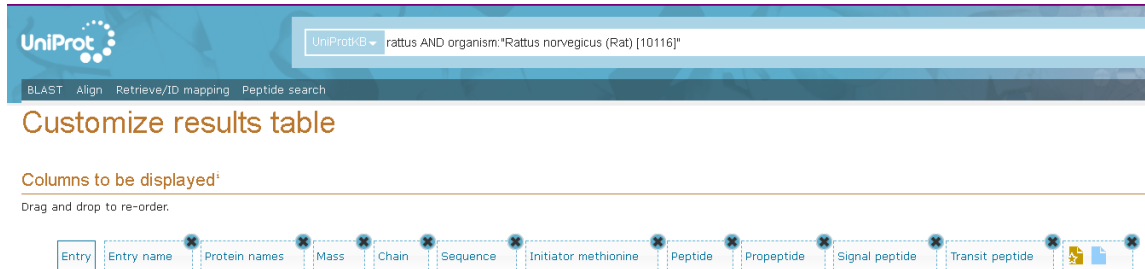 UniProt
UniProtKB rattus AND organism:"Rattus norvegicus (Rat) [10116]"
BLAST Align Retrieve/ID mapping Peptide search
Customize results table
Columns to be displayedⁱ
Drag and drop to re-order.
Entry Entry name Protein names Mass Chain Sequence Initiator methionine Peptide Propeptide Signal peptide Transit peptide